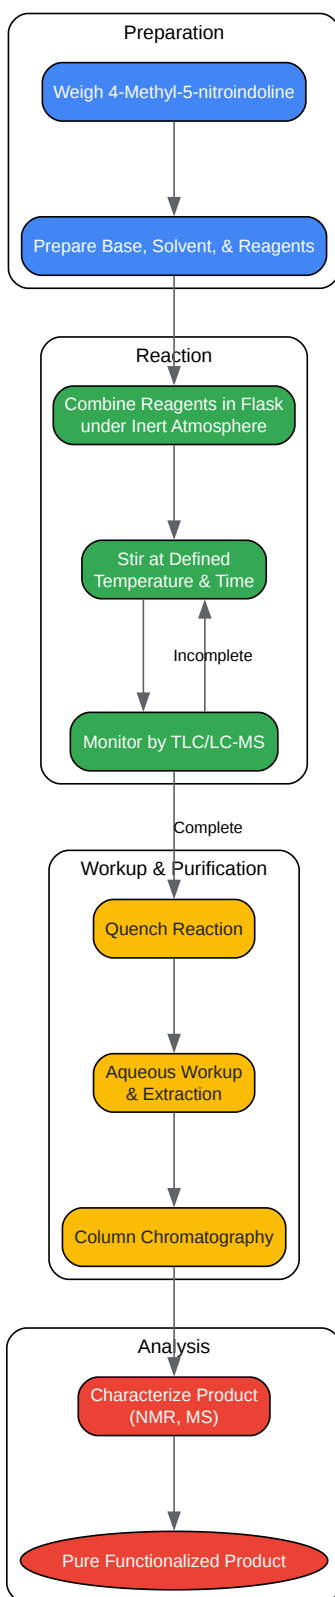 Preparation
Weigh 4-Methyl-5-nitroindoline
Prepare Base, Solvent, & Reagents
Reaction
Combine Reagents in Flask
under Inert Atmosphere
Stir at Defined
Temperature & Time
Incomplete
Monitor by TLC/LC-MS
Complete
Workup & Purification
Quench Reaction
Aqueous Workup
& Extraction
Column Chromatography
Analysis
Characterize Product
(NMR, MS)
Pure Functionalized Product